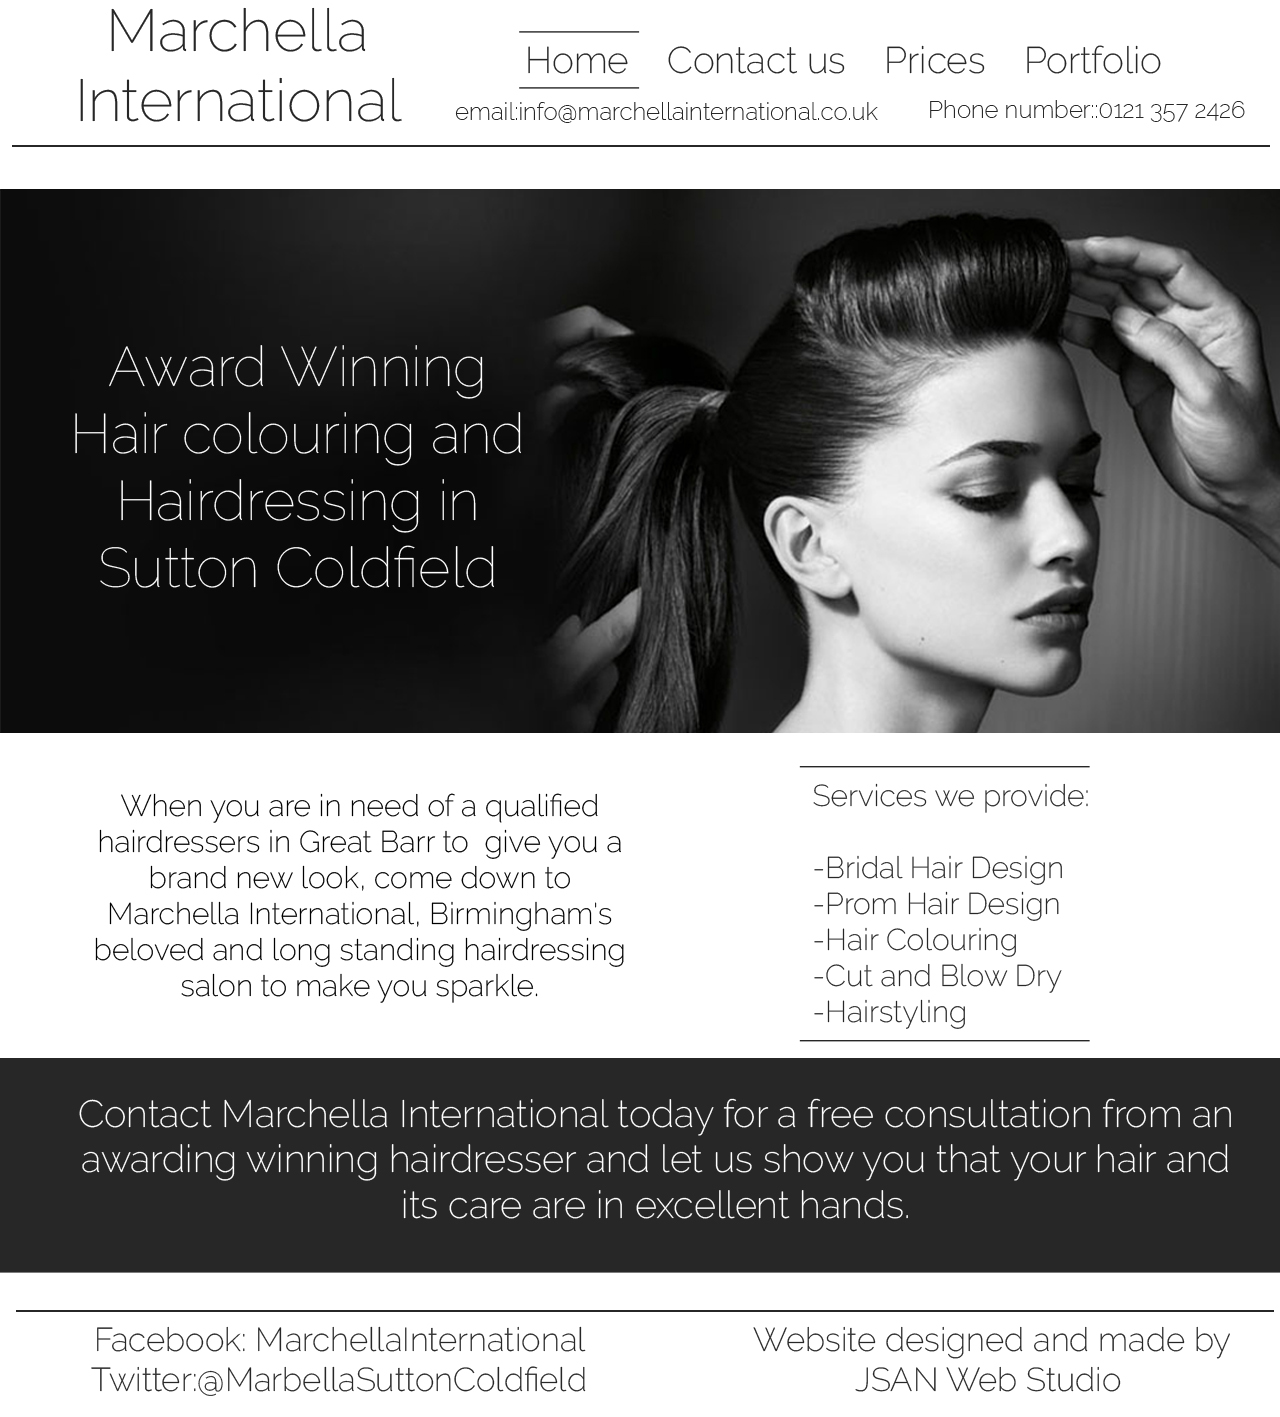 Marchella
International
Home Contact us Prices Portfolio
email:info@marchellainternational.co.uk Phone number::0121 357 2426
Award Winning
Hair colouring and
Hairdressing in
Sutton Coldfield
When you are in need of a qualified
hairdressers in Great Barr to  give you a
brand new look, come down to
Marchella International, Birmingham's
beloved and long standing hairdressing
salon to make you sparkle.
Services we provide:
-Bridal Hair Design
-Prom Hair Design
-Hair Colouring
-Cut and Blow Dry
-Hairstyling
Contact Marchella International today for a free consultation from an
awarding winning hairdresser and let us show you that your hair and
its care are in excellent hands.
Facebook: MarchellaInternational
Twitter:@MarbellaSuttonColdfield
Website designed and made by
JSAN Web Studio